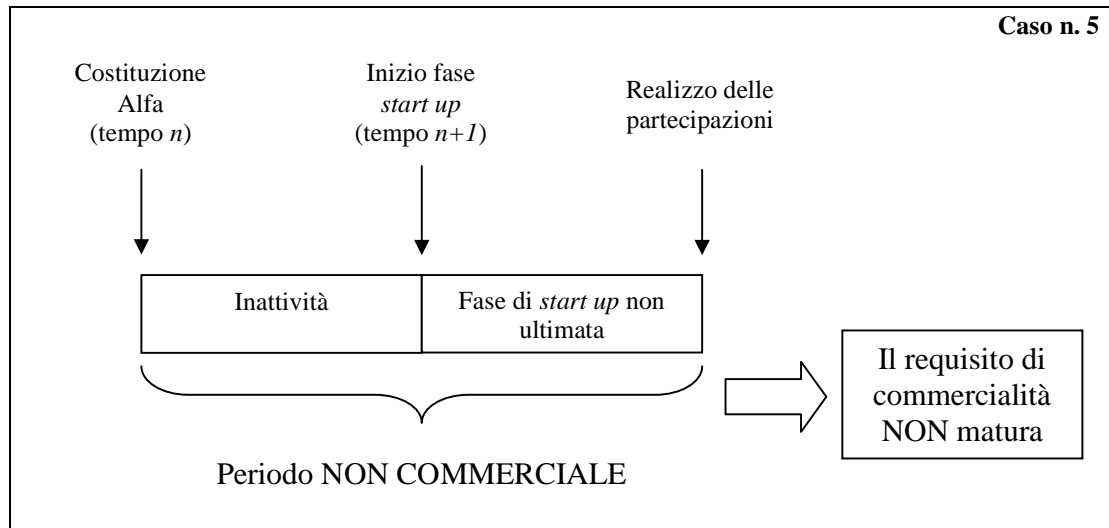 Caso n. 5
Costituzione
Alfa
(tempo n)
Inizio fase
start up
(tempo n+1)
Realizzo delle
partecipazioni
Inattività
Fase di start up non
ultimata
Il requisito di
commercialità
NON matura
Periodo NON COMMERCIALE